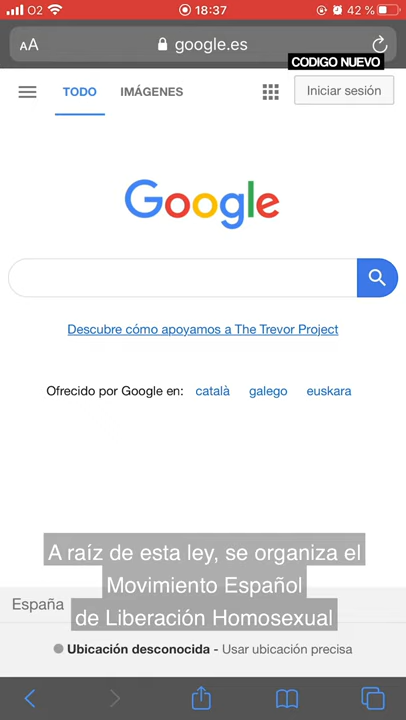 O2 18:37 42 %
AA google.es
CODIGO NUEVO
TODO IMÁGENES Iniciar sesión
Google
Descubre cómo apoyamos a The Trevor Project
Ofrecido por Google en: català galego euskara
A raíz de esta ley, se organiza el
Movimiento Español
de Liberación Homosexual
España
Ubicación desconocida - Usar ubicación precisa